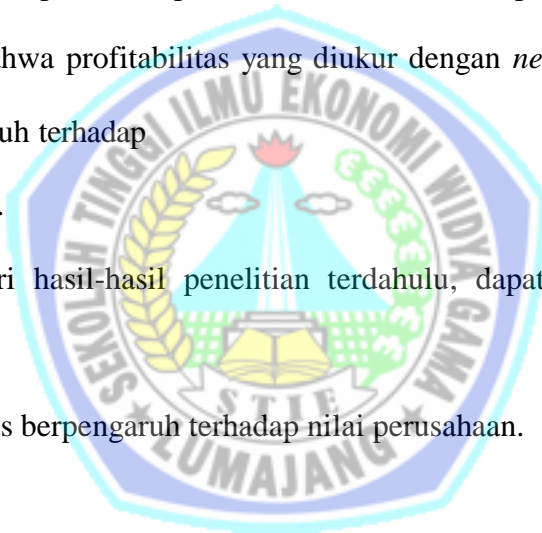 ahwa profitabilitas yang diukur dengan ne
uh terhadap
.
ri hasil-hasil penelitian terdahulu, dapat
s berpengaruh terhadap nilai perusahaan.
SEKOLAH TINGGI ILMU EKONOMI WIDYA GAMA
STIE
LUMAJANG